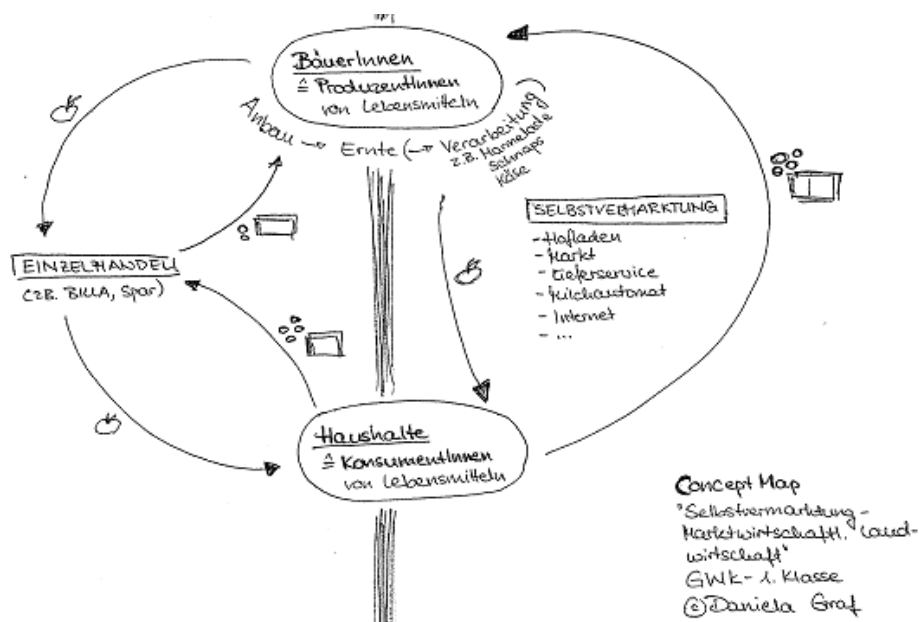 BäuerInnen
≙ ProduzentInnen
von Lebensmitteln
Anbau → Ernte (→ Verarbeitung)
z.B. Marmelade
Schnaps
Käse
SELBSTVERMARKTUNG
- Hofladen
- Markt
- Lieferservice
- Milchautomat
- Internet
- ...
EINZELHANDEL
(z.B. BILLA, Spar)
Haushalte
≙ KonsumentInnen
von Lebensmitteln
Concept Map
"Selbstvermarktung -
Marktwirtschaftl. Land-
wirtschaft"
GWK - 1. Klasse
© Daniela Graf